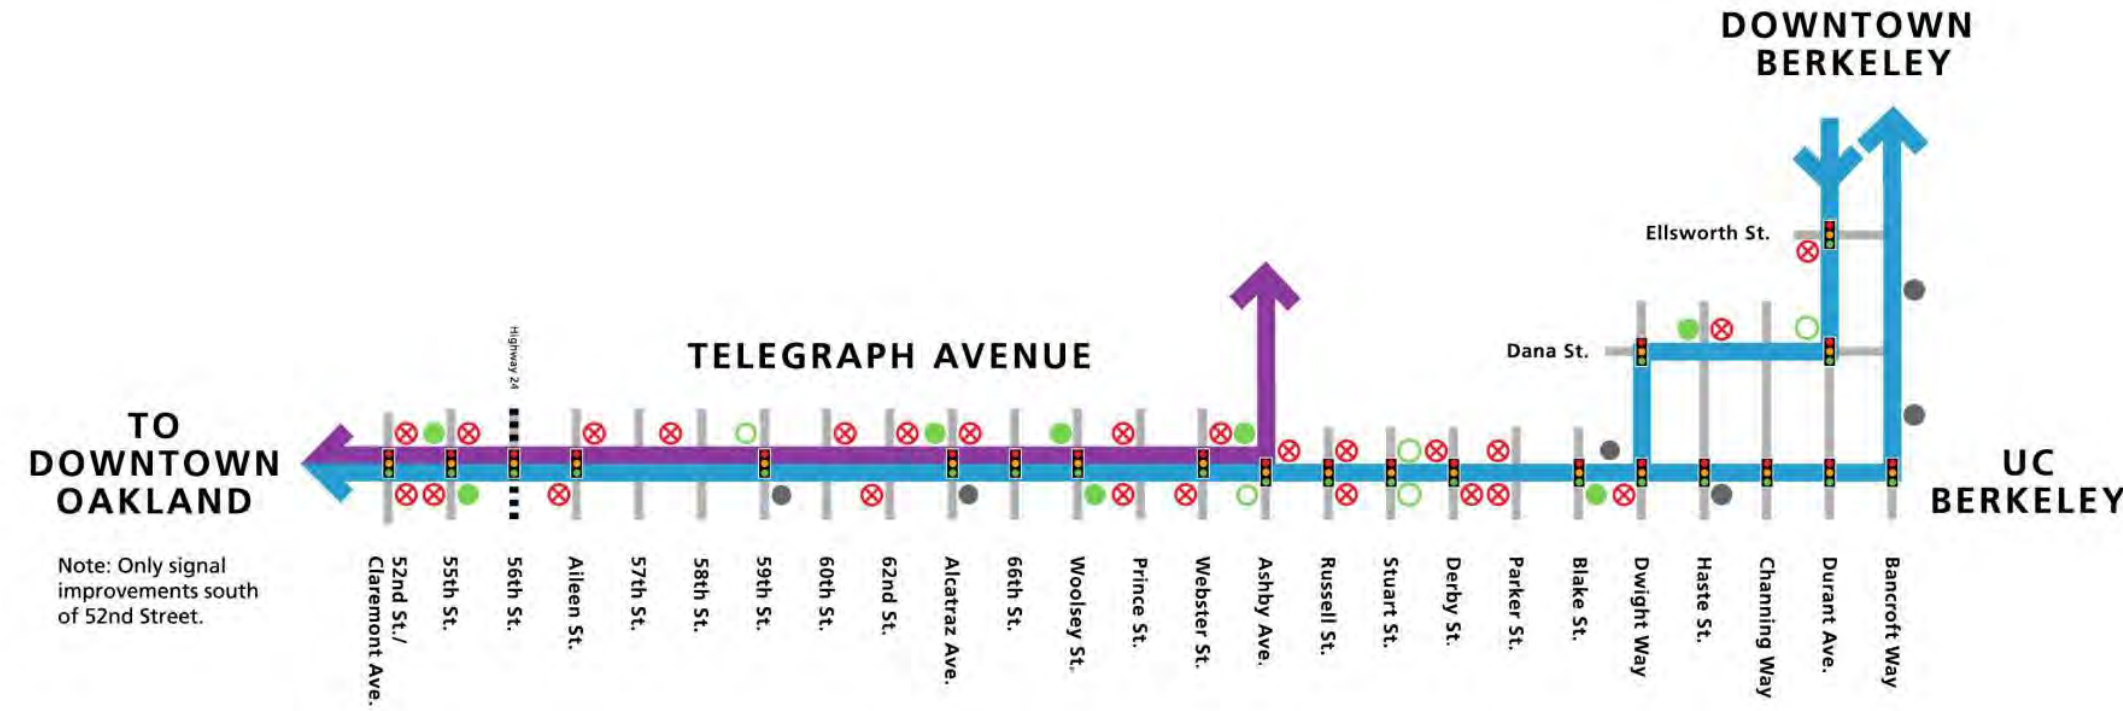 DOWNTOWN
BERKELEY
Ellsworth St.
Highway 24
TELEGRAPH AVENUE
Dana St.
TO
DOWNTOWN
OAKLAND
UC
BERKELEY
Note: Only signal
improvements south
of 52nd Street.
52nd St./
Claremont Ave.
55th St.
56th St.
Aileen St.
57th St.
58th St.
59th St.
60th St.
62nd St.
Alcatraz Ave.
66th St.
Woolsey St.
Prince St.
Webster St.
Ashby Ave.
Russell St.
Stuart St.
Derby St.
Parker St.
Blake St.
Dwight Way
Haste St.
Channing Way
Durant Ave.
Bancroft Way